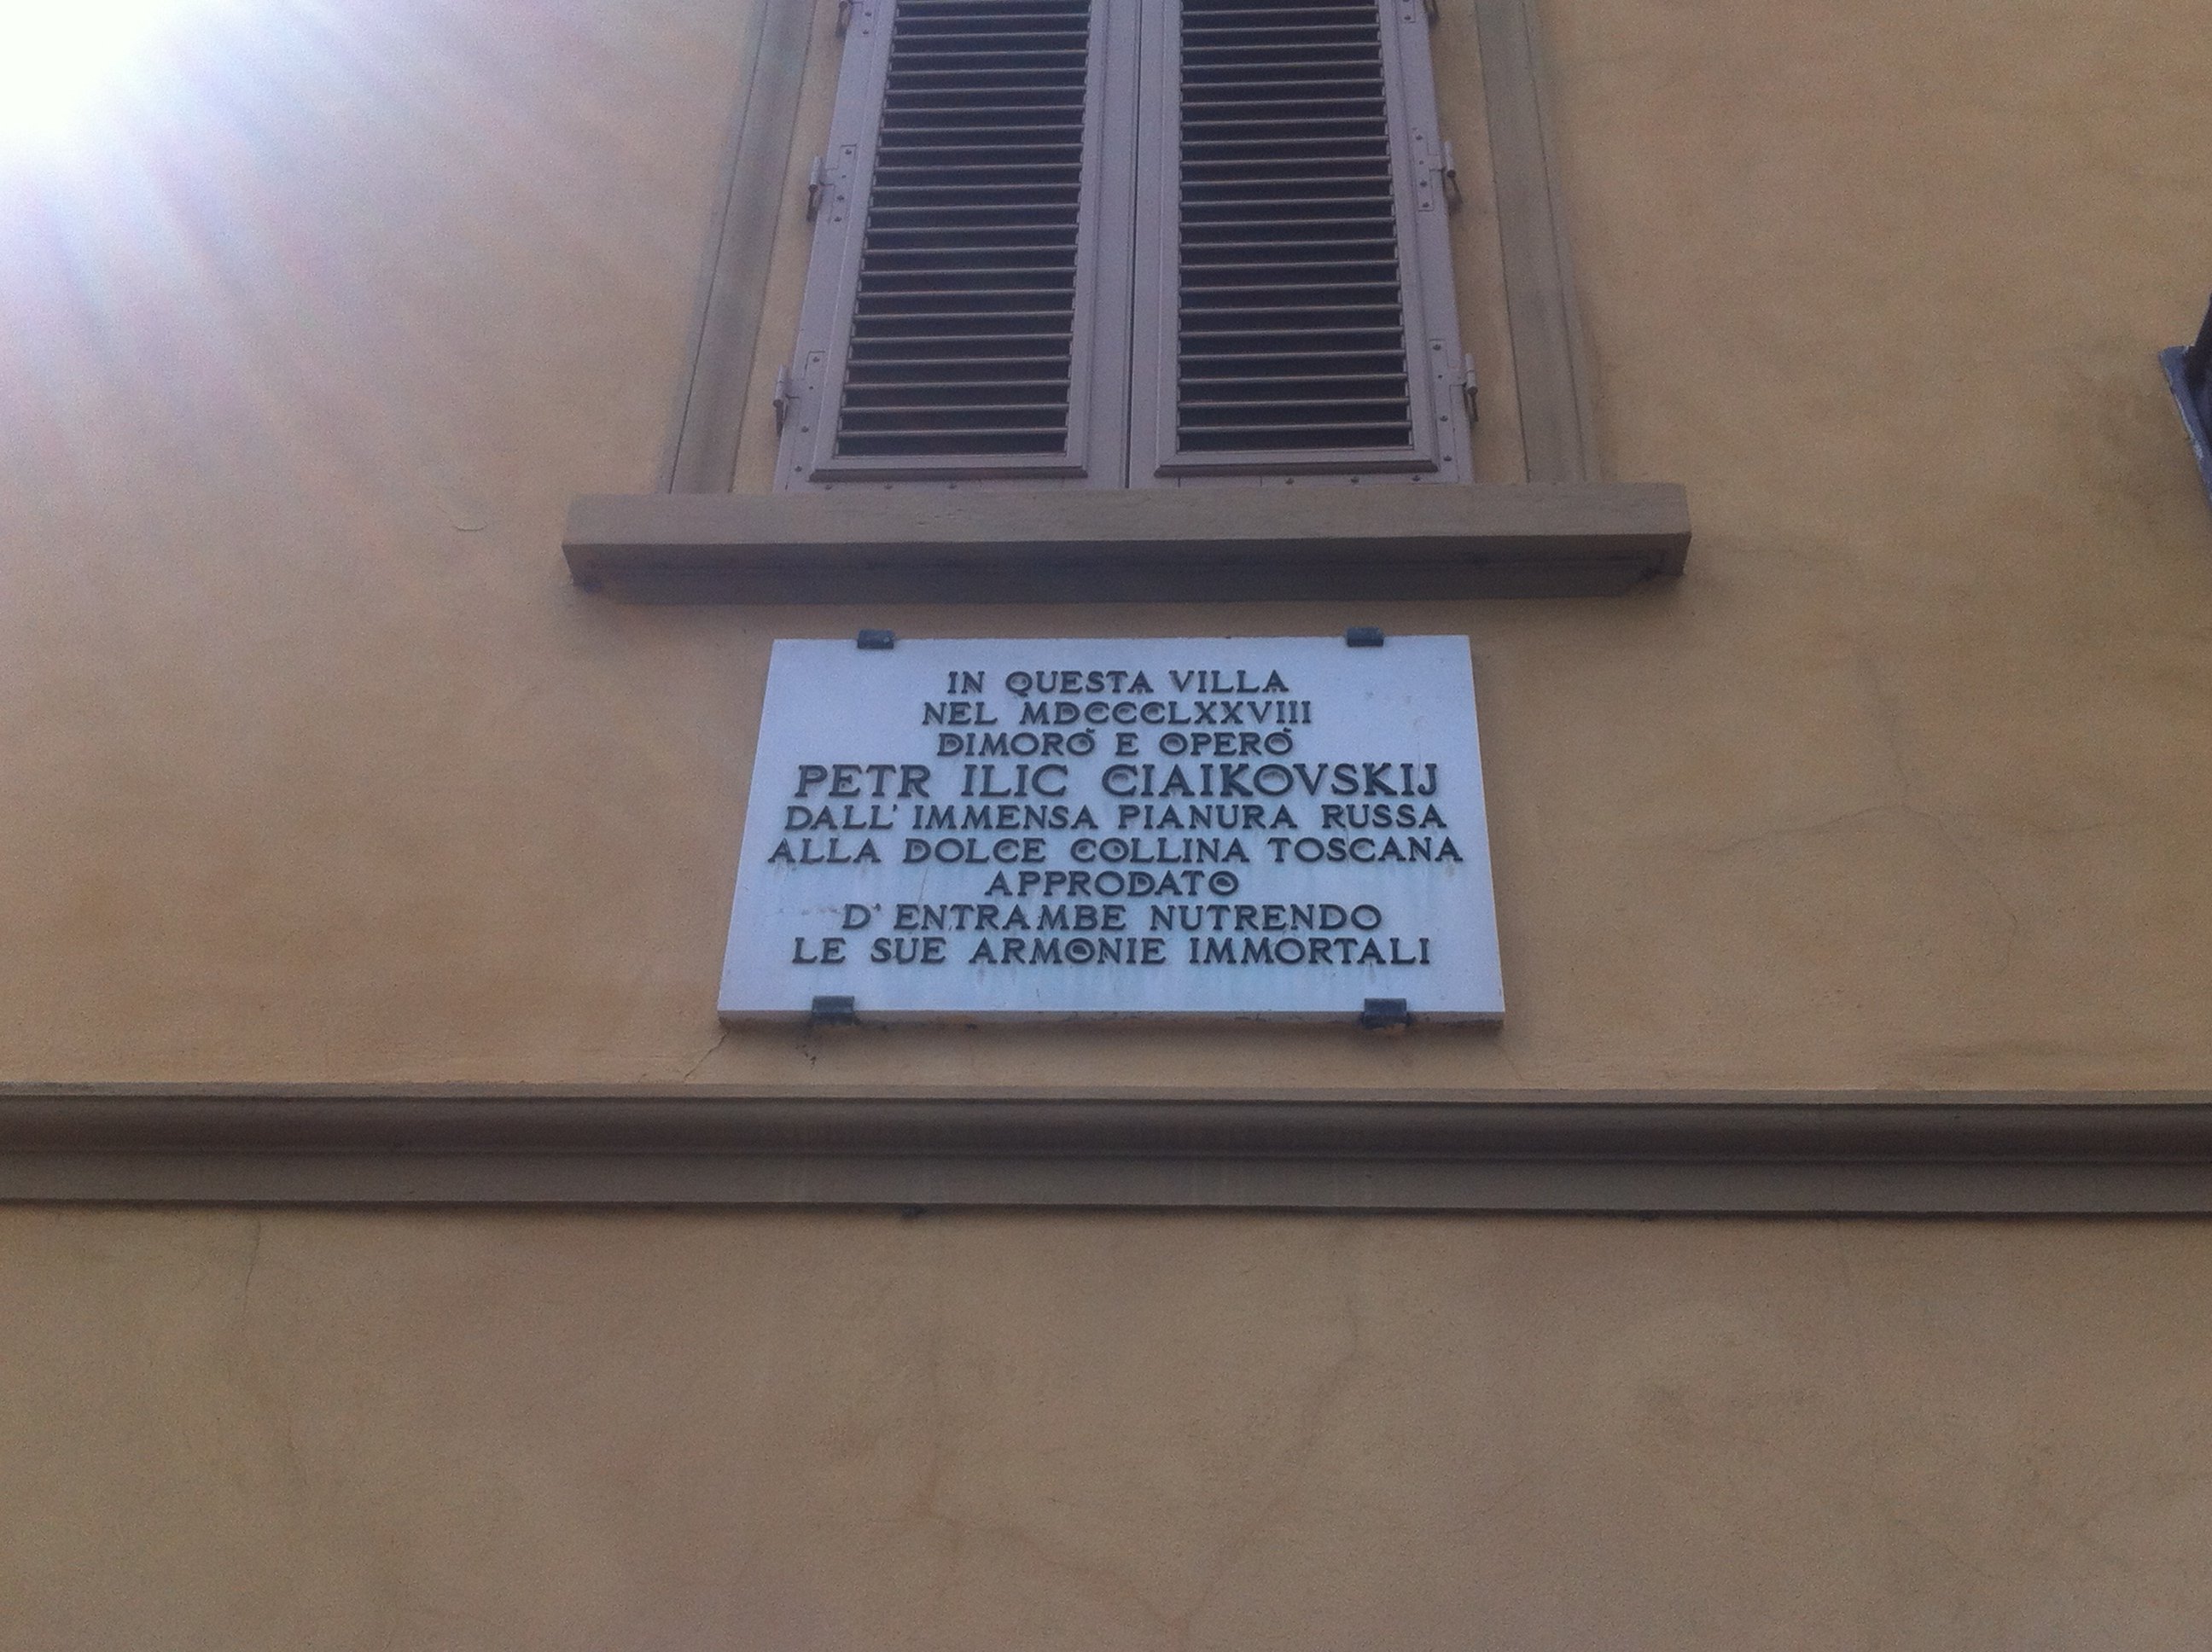 IN QUESTA VILLA
NEL MDCCCLXXVIII
DIMORÒ E OPERÒ
PETR ILIC CIAIKOVSKIJ
DALL' IMMENSA PIANURA RUSSA
ALLA DOLCE COLLINA TOSCANA
APPRODATO
D' ENTRAMBE NUTRENDO
LE SUE ARMONIE IMMORTALI